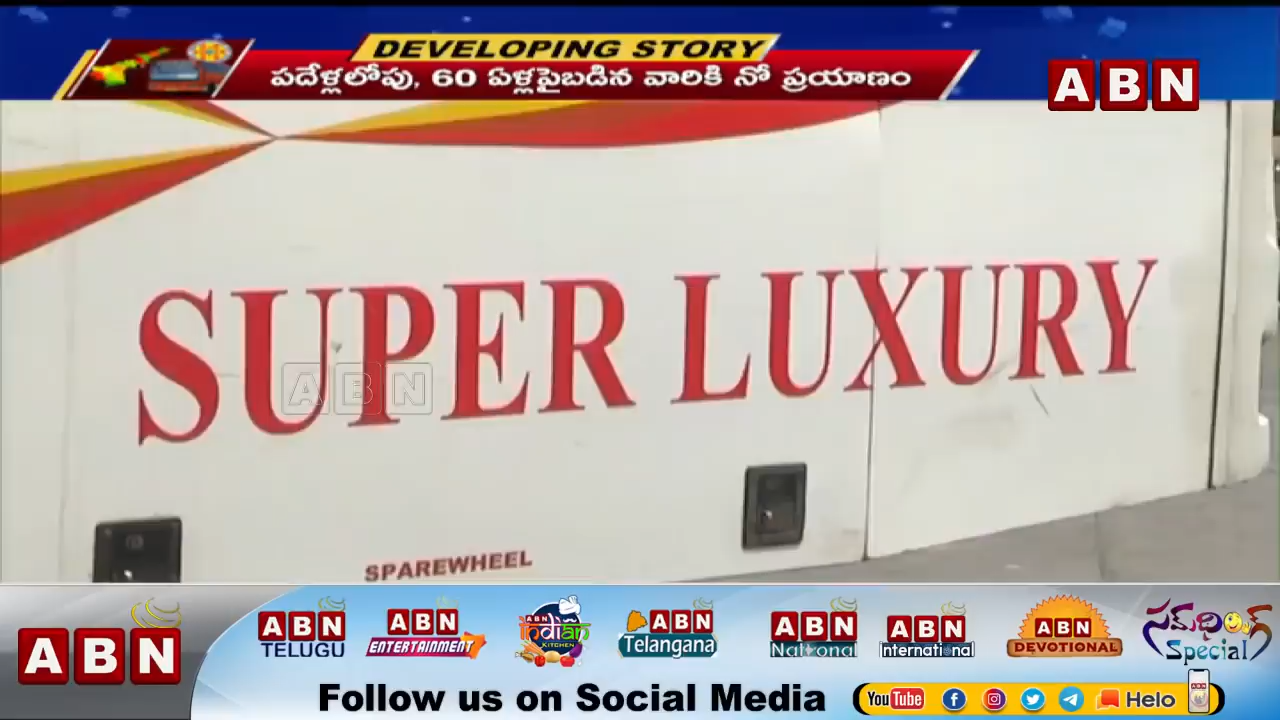 DEVELOPING STORY
పదేళ్లలోపు, 60 ఏళ్లపైబడిన వారికి నో ప్రయాణం
ABN
SUPER LUXURY
ABN
SPAREWHEEL
ABN
ABN TELUGU
ABN ENTERTAINMENT
ABN Indian KITCHEN
ABN Telangana
ABN National
ABN International
ABN DEVOTIONAL
Special
Follow us on Social Media
YouTube
Helo